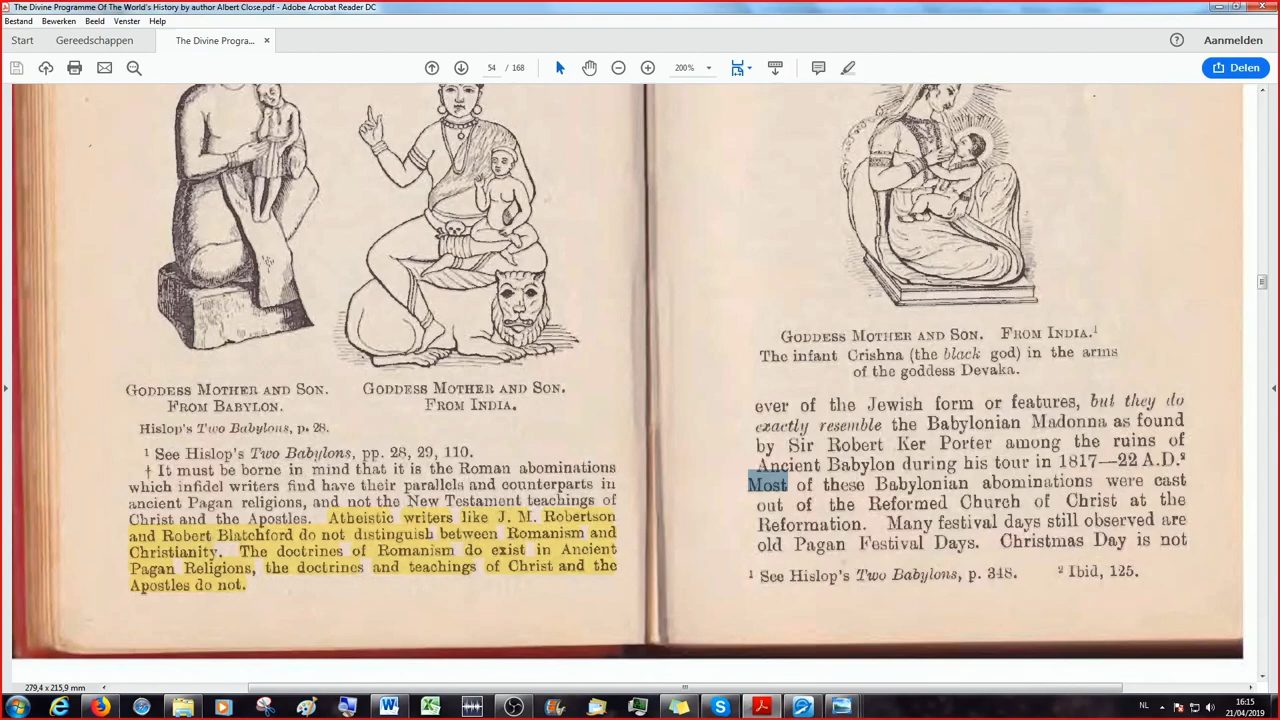 The Divine Programme Of The World's History by author Albert Close.pdf - Adobe Acrobat Reader DC
Bestand Bewerken Beeld Venster Help
Start Gereedschappen The Divine Progra... × Aanmelden
54 / 168 200% Delen
GODDESS MOTHER AND SON.
FROM BABYLON.
GODDESS MOTHER AND SON.
FROM INDIA.
Hislop's Two Babylons, p. 28.
¹ See Hislop's Two Babylons, pp. 28, 29, 110.
† It must be borne in mind that it is the Roman abominations
which infidel writers find have their parallels and counterparts in
ancient Pagan religions, and not the New Testament teachings of
Christ and the Apostles. Atheistic writers like J. M. Robertson
and Robert Blatchford do not distinguish between Romanism and
Christianity. The doctrines of Romanism do exist in Ancient
Pagan Religions, the doctrines and teachings of Christ and the
Apostles do not.
GODDESS MOTHER AND SON. FROM INDIA.¹
The infant Crishna (the black god) in the arms
of the goddess Devaka.
ever of the Jewish form or features, but they do
exactly resemble the Babylonian Madonna as found
by Sir Robert Ker Porter among the ruins of
Ancient Babylon during his tour in 1817—22 A.D.²
Most of these Babylonian abominations were cast
out of the Reformed Church of Christ at the
Reformation. Many festival days still observed are
old Pagan Festival Days. Christmas Day is not
¹ See Hislop's Two Babylons, p. 348. ² Ibid, 125.
279,4 x 215,9 mm
NL 16:15
21/04/2019